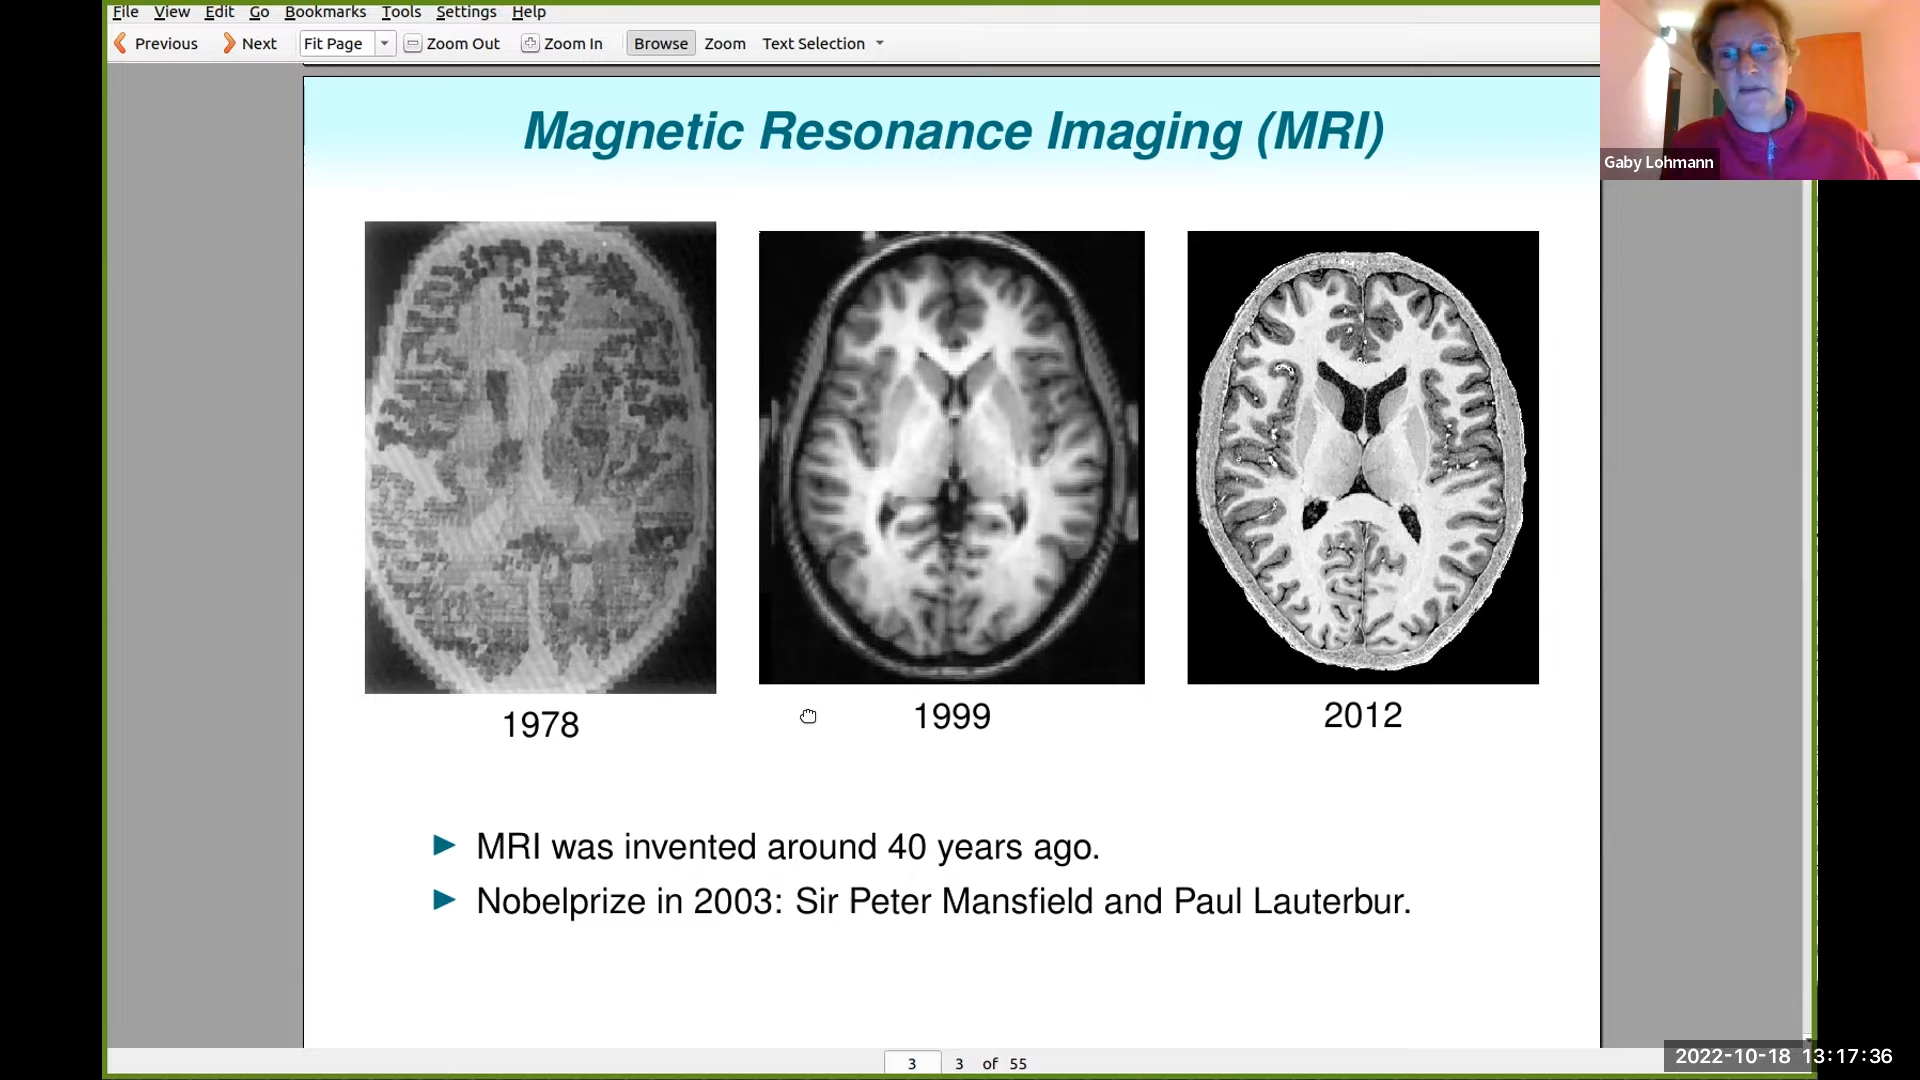 File View Edit Go Bookmarks Tools Settings Help
Previous Next Fit Page Zoom Out Zoom In Browse Zoom Text Selection
Gaby Lohmann
Magnetic Resonance Imaging (MRI)
1978 1999 2012
MRI was invented around 40 years ago.
Nobelprize in 2003: Sir Peter Mansfield and Paul Lauterbur.
3 3 of 55
2022-10-18 13:17:36